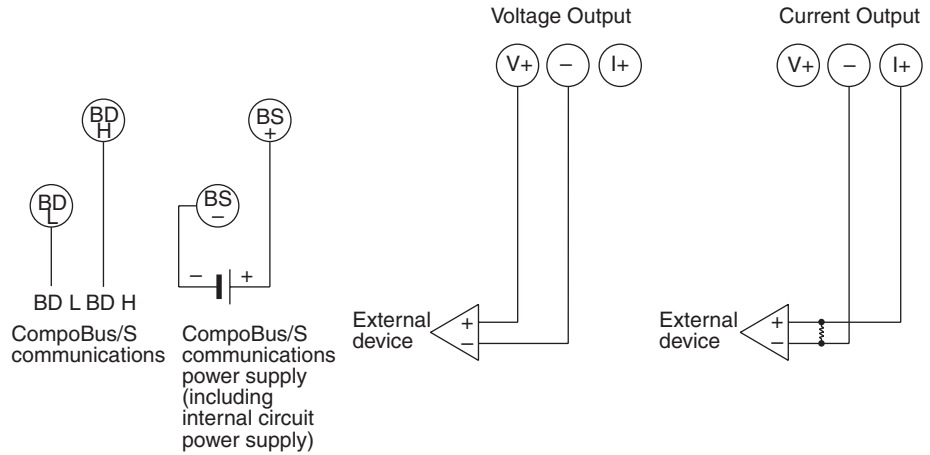 Voltage Output
V+
–
I+
External
device
+
–
Current Output
V+
–
I+
External
device
+
–
BD
H
BD
L
BD L BD H
CompoBus/S
communications
BS
+
BS
–
– +
CompoBus/S
communications
power supply
(including
internal circuit
power supply)